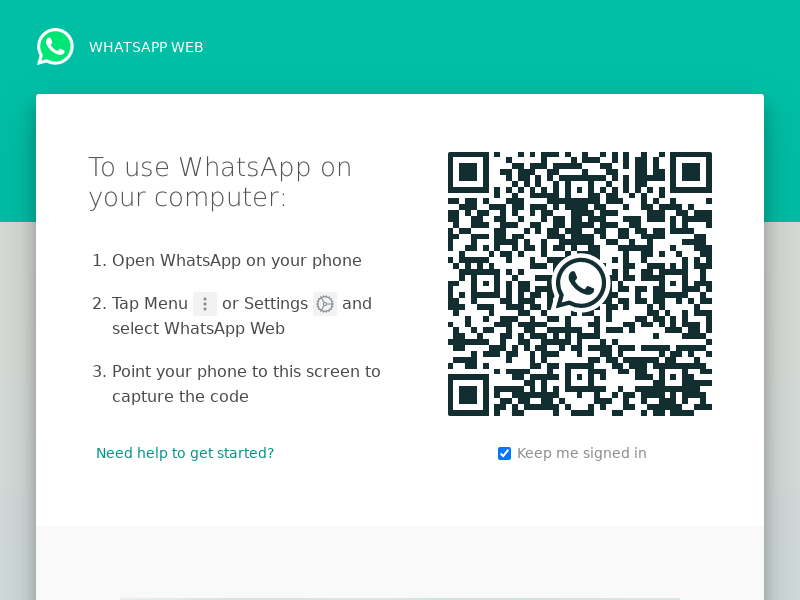 WHATSAPP WEB
To use WhatsApp on
your computer:
1. Open WhatsApp on your phone
2. Tap Menu or Settings and
select WhatsApp Web
3. Point your phone to this screen to
capture the code
Need help to get started?
Keep me signed in